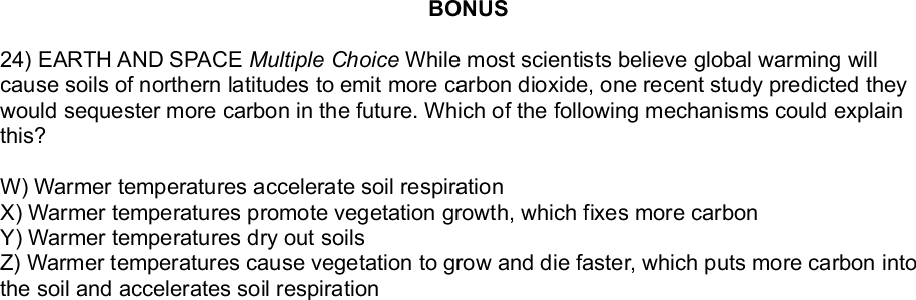 BONUS
24) EARTH AND SPACE Multiple Choice While most scientists believe global warming will
cause soils of northern latitudes to emit more carbon dioxide, one recent study predicted they
would sequester more carbon in the future. Which of the following mechanisms could explain
this?
W) Warmer temperatures accelerate soil respiration
X) Warmer temperatures promote vegetation growth, which fixes more carbon
Y) Warmer temperatures dry out soils
Z) Warmer temperatures cause vegetation to grow and die faster, which puts more carbon into
the soil and accelerates soil respiration